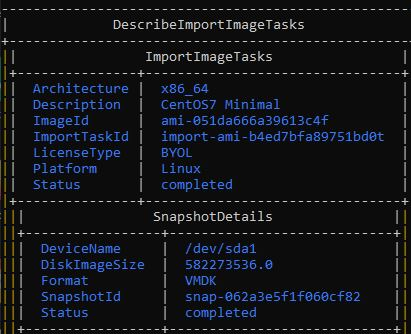 DescribeImportImageTasks
ImportImageTasks
Architecture | x86_64
Description | CentOS7 Minimal
ImageId | ami-051da666a39613c4f
ImportTaskId | import-ami-b4ed7bfa89751bd0t
LicenseType | BYOL
Platform | Linux
Status | completed
SnapshotDetails
DeviceName | /dev/sda1
DiskImageSize | 582273536.0
Format | VMDK
SnapshotId | snap-062a3e5f1f060cf82
Status | completed